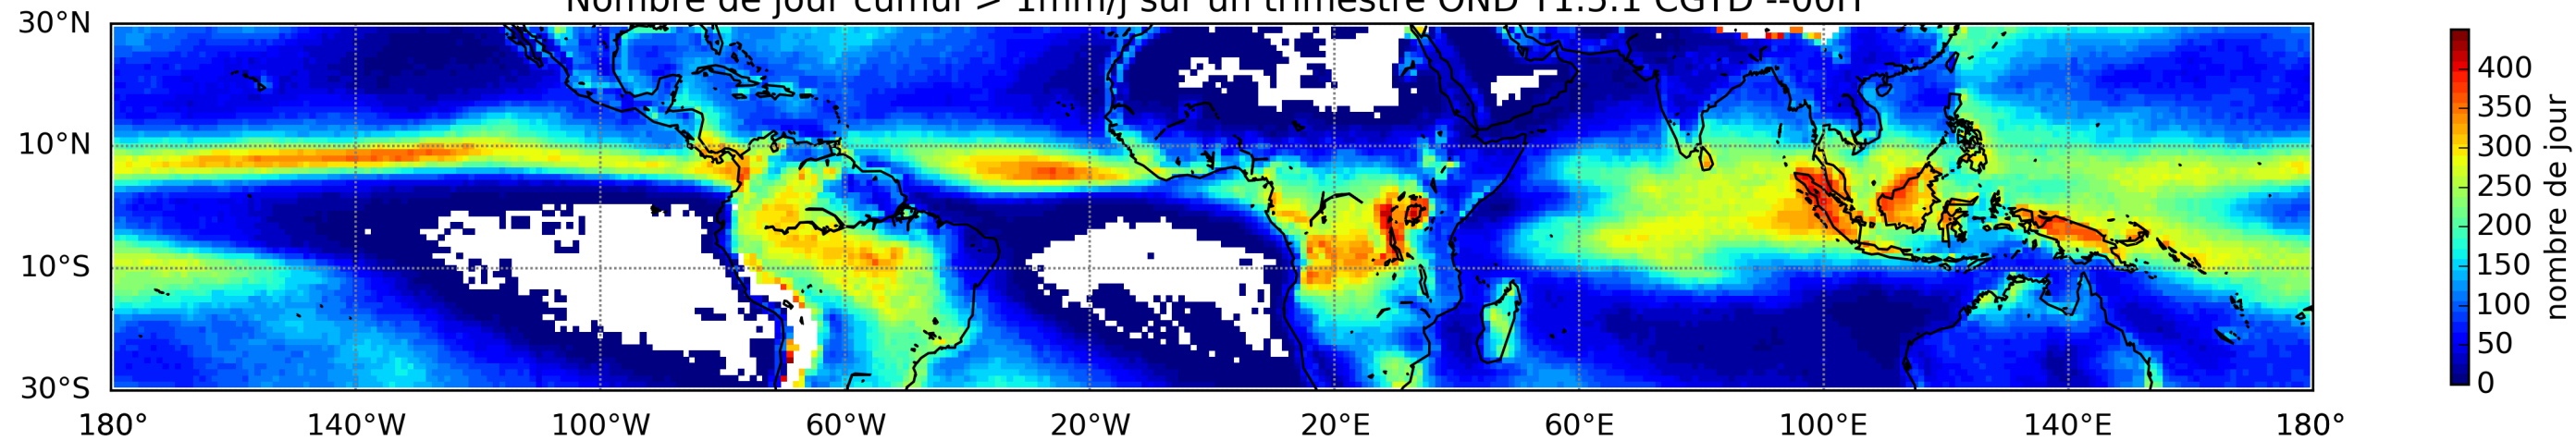 Nombre de jour cumul > 1mm/j sur un trimestre OND T1.5.1 CGTD --00H
30°N
10°N
10°S
30°S
180° 140°W 100°W 60°W 20°W 20°E 60°E 100°E 140°E 180°
400
350
300
250
200
150
100
50
0
nombre de jour